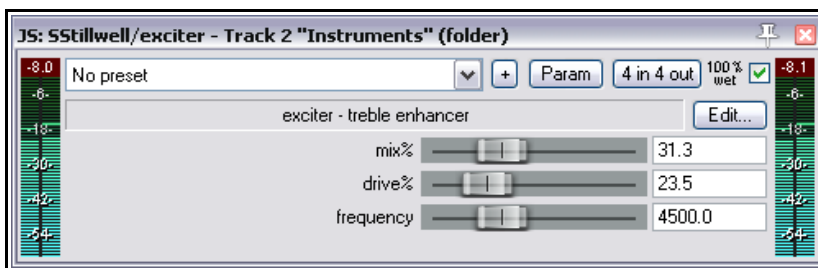 JS: SStillwell/exciter - Track 2 "Instruments" (folder)
-8.0 No preset + Param 4 in 4 out 100% wet -8.1
-6- -6-
exciter - treble enhancer Edit...
-18- -18-
mix% 31.3
-30- -30-
drive% 23.5
-42- -42-
frequency 4500.0
-54- -54-